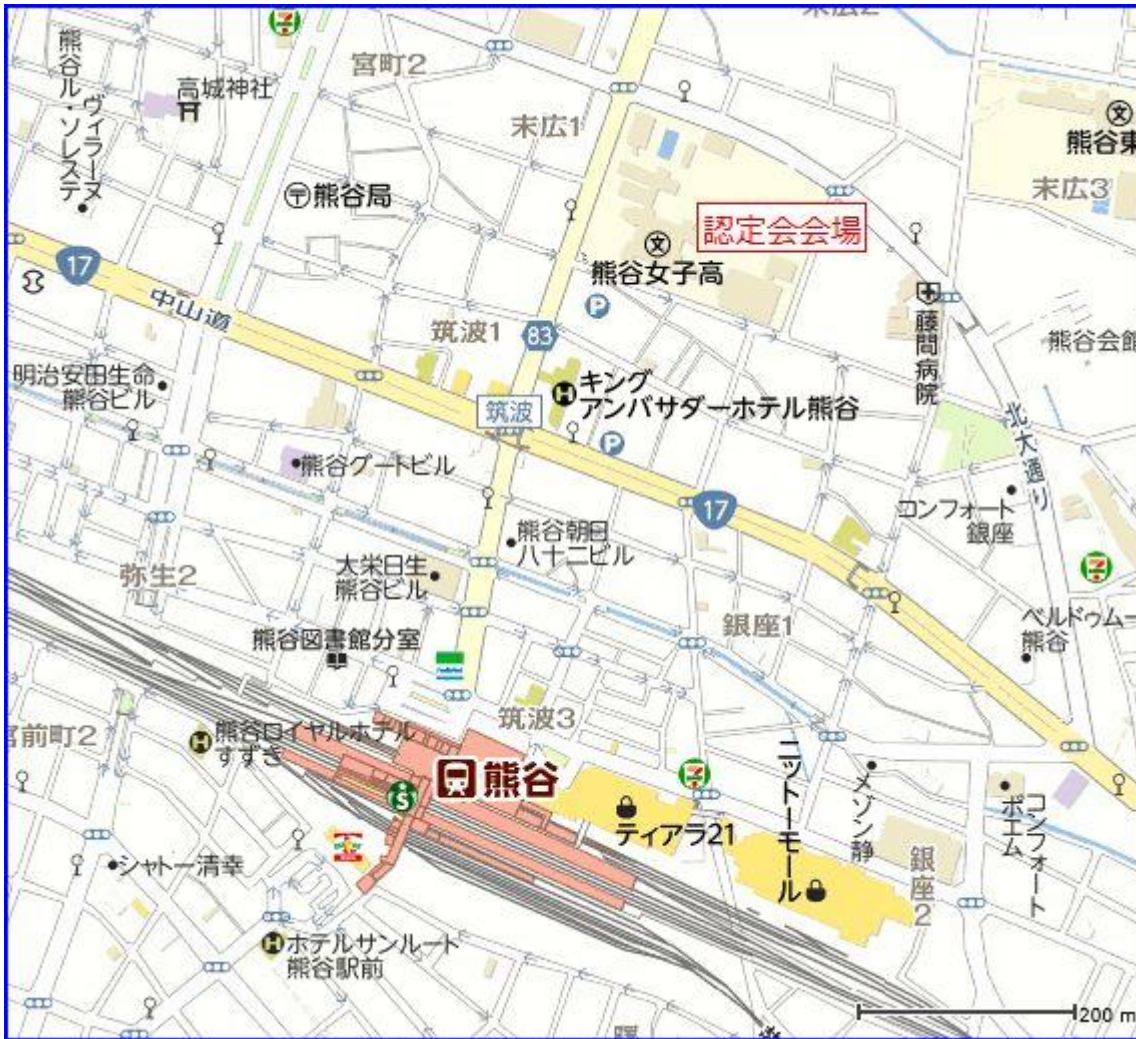 末広2
宮町2
熊谷ル・ソレステ
ヴィラーヌ
高城神社
末広1
文
熊谷東
末広3
〒熊谷局
認定会会場
文
熊谷女子高
17
中山道
P
83
筑波1
藤間病院
熊谷会館
明治安田生命
熊谷ビル
H
キング
アンバサダーホテル熊谷
筑波
P
北大通り
熊谷グートビル
17
コンフォート
銀座
熊谷朝日
八十二ビル
弥生2
大栄日生
熊谷ビル
銀座1
ベルドゥムー
熊谷
熊谷図書館分室
筑波3
宮前町2
H
熊谷ロイヤルホテル
すずき
熊谷
S
ティアラ21
ニットーモール
メゾン静
コンフォート
ボエム
シャトー清幸
銀座2
H
ホテルサンルート
熊谷駅前
200 m